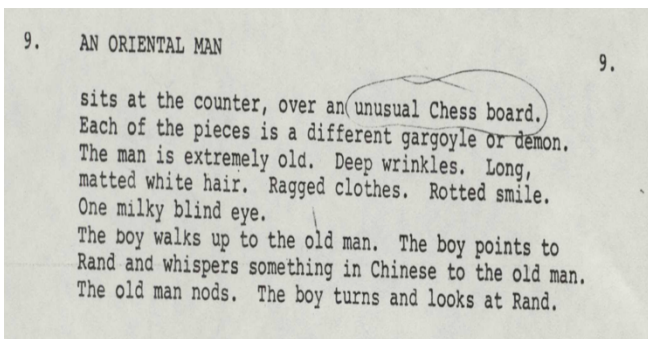 9. AN ORIENTAL MAN 9.
sits at the counter, over an unusual Chess board.
Each of the pieces is a different gargoyle or demon.
The man is extremely old. Deep wrinkles. Long,
matted white hair. Ragged clothes. Rotted smile.
One milky blind eye.
The boy walks up to the old man. The boy points to
Rand and whispers something in Chinese to the old man.
The old man nods. The boy turns and looks at Rand.